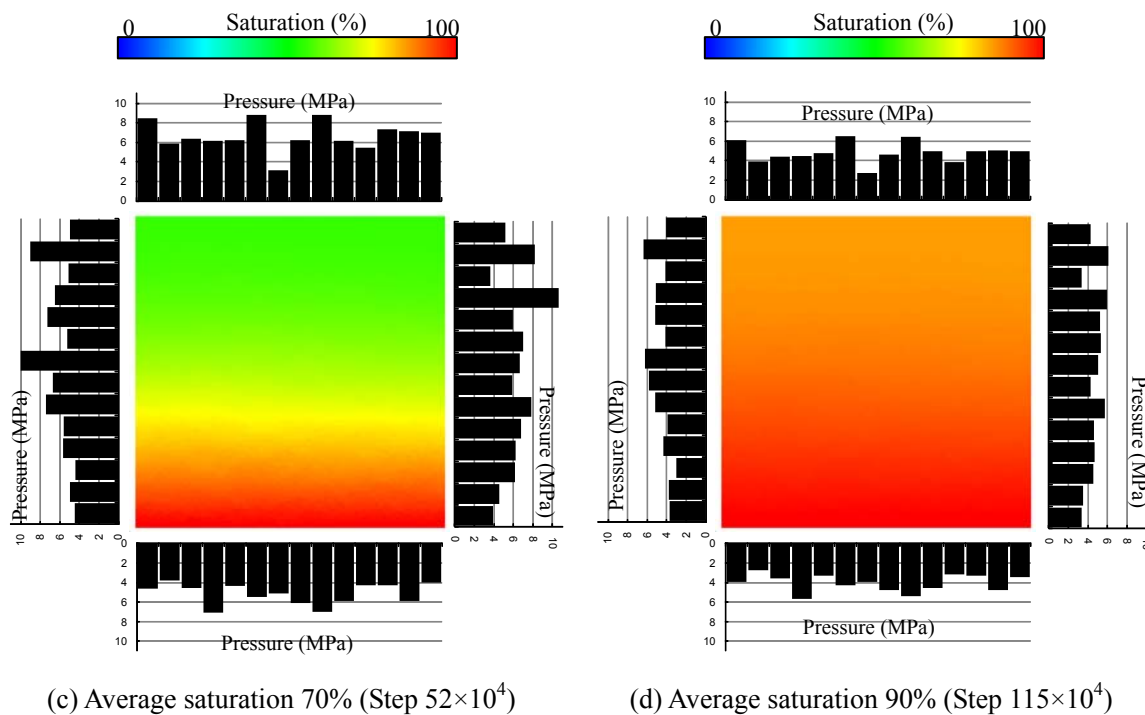 Saturation (%)
0 100
Pressure (MPa)
10
8
6
4
2
0
Pressure (MPa)
10 8 6 4 2 0
Pressure (MPa)
0 2 4 6 8 10
0
2
4
6
8
10
Pressure (MPa)
(c) Average saturation 70% (Step 52×10⁴)
Saturation (%)
0 100
10
8
6
4
2
0
Pressure (MPa)
Pressure (MPa)
10 8 6 4 2 0
Pressure (MPa)
0 2 4 6 8 10
0
2
4
6
8
10
Pressure (MPa)
(d) Average saturation 90% (Step 115×10⁴)